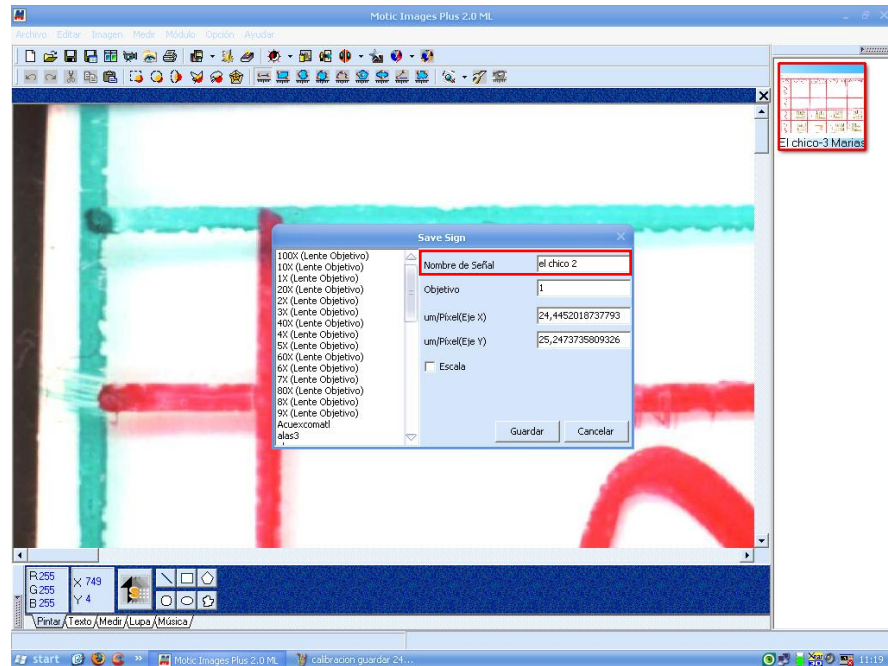 Motic Images Plus 2.0 ML
Archivo Editar Imagen Medir Módulo Opción Ayudar
El chico-3 Marias
Save Sign
100X (Lente Objetivo)
10X (Lente Objetivo)
1X (Lente Objetivo)
20X (Lente Objetivo)
2X (Lente Objetivo)
3X (Lente Objetivo)
40X (Lente Objetivo)
4X (Lente Objetivo)
5X (Lente Objetivo)
60X (Lente Objetivo)
6X (Lente Objetivo)
7X (Lente Objetivo)
80X (Lente Objetivo)
8X (Lente Objetivo)
9X (Lente Objetivo)
Acuexcomatl
alas3
Nombre de Señal el chico 2
Objetivo 1
um/Píxel(Eje X) 24,4452018737793
um/Píxel(Eje Y) 25,2473735809326
Escala
Guardar Cancelar
R 255
G 255
B 255
X 749
Y 4
Pintar Texto Medir Lupa Música
start » Motic Images Plus 2.0 ML calibracion guardar 24... 11:19